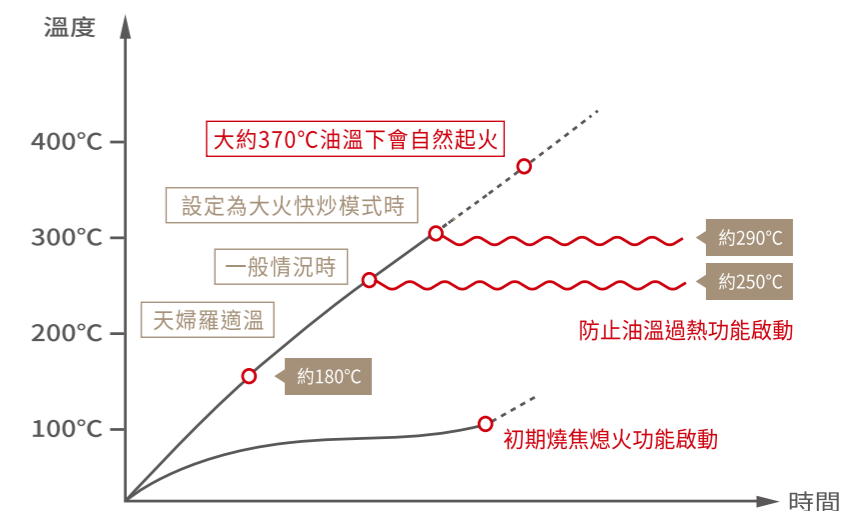 溫度
400℃
大約370℃油溫下會自然起火
設定為大火快炒模式時
300℃
約290℃
一般情況時
約250℃
天婦羅適溫
200℃
防止油溫過熱功能啟動
約180℃
100℃
初期燒焦熄火功能啟動
時間